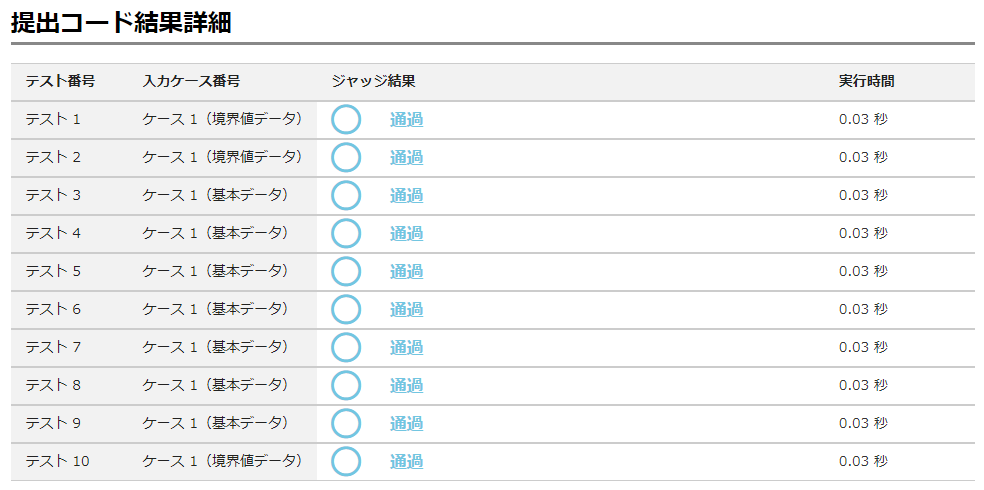 提出コード結果詳細
テスト番号 入力ケース番号 ジャッジ結果 実行時間
テスト 1 ケース 1（境界値データ） 通過 0.03 秒
テスト 2 ケース 1（境界値データ） 通過 0.03 秒
テスト 3 ケース 1（基本データ） 通過 0.03 秒
テスト 4 ケース 1（基本データ） 通過 0.03 秒
テスト 5 ケース 1（基本データ） 通過 0.03 秒
テスト 6 ケース 1（基本データ） 通過 0.03 秒
テスト 7 ケース 1（基本データ） 通過 0.03 秒
テスト 8 ケース 1（基本データ） 通過 0.03 秒
テスト 9 ケース 1（基本データ） 通過 0.03 秒
テスト 10 ケース 1（境界値データ） 通過 0.03 秒